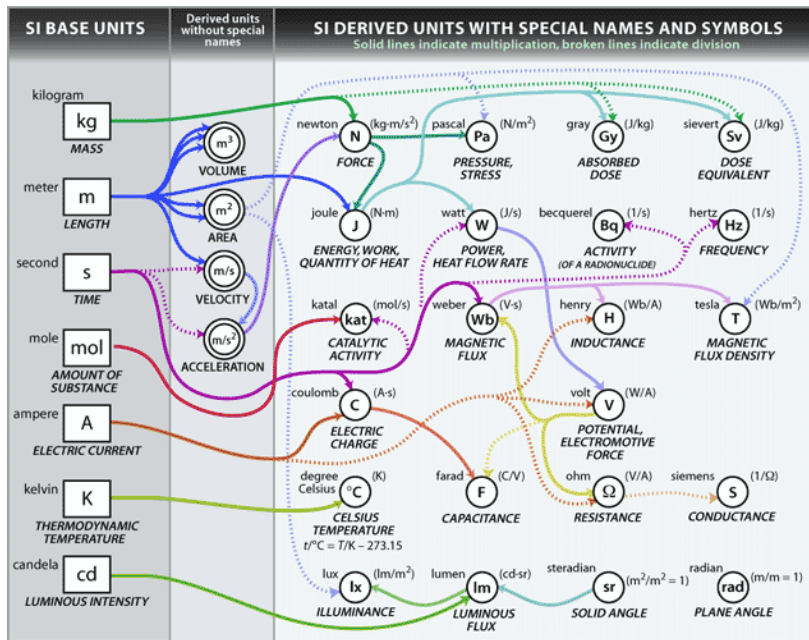 SI BASE UNITS
Derived units
without special
names
SI DERIVED UNITS WITH SPECIAL NAMES AND SYMBOLS
Solid lines indicate multiplication, broken lines indicate division
kilogram
kg
MASS
m³
VOLUME
newton
N
(kg·m/s²)
FORCE
pascal
Pa
(N/m²)
PRESSURE,
STRESS
gray
Gy
(J/kg)
ABSORBED
DOSE
sievert
Sv
(J/kg)
DOSE
EQUIVALENT
meter
m
LENGTH
m²
AREA
joule
J
(N·m)
ENERGY, WORK,
QUANTITY OF HEAT
watt
W
(J/s)
POWER,
HEAT FLOW RATE
becquerel
Bq
(1/s)
ACTIVITY
(OF A RADIONUCLIDE)
hertz
Hz
(1/s)
FREQUENCY
second
s
TIME
m/s
VELOCITY
m/s²
ACCELERATION
katal
kat
(mol/s)
CATALYTIC
ACTIVITY
weber
Wb
(V·s)
MAGNETIC
FLUX
henry
H
(Wb/A)
INDUCTANCE
tesla
T
(Wb/m²)
MAGNETIC
FLUX DENSITY
mole
mol
AMOUNT OF
SUBSTANCE
ampere
A
ELECTRIC CURRENT
coulomb
C
(A·s)
ELECTRIC
CHARGE
volt
V
(W/A)
POTENTIAL,
ELECTROMOTIVE
FORCE
kelvin
K
THERMODYNAMIC
TEMPERATURE
degree
Celsius
°C
(K)
CELSIUS
TEMPERATURE
t/°C = T/K – 273.15
farad
F
(C/V)
CAPACITANCE
ohm
Ω
(V/A)
RESISTANCE
siemens
S
(1/Ω)
CONDUCTANCE
candela
cd
LUMINOUS INTENSITY
lux
lx
(lm/m²)
ILLUMINANCE
lumen
lm
(cd·sr)
LUMINOUS
FLUX
steradian
sr
(m²/m² = 1)
SOLID ANGLE
radian
rad
(m/m = 1)
PLANE ANGLE